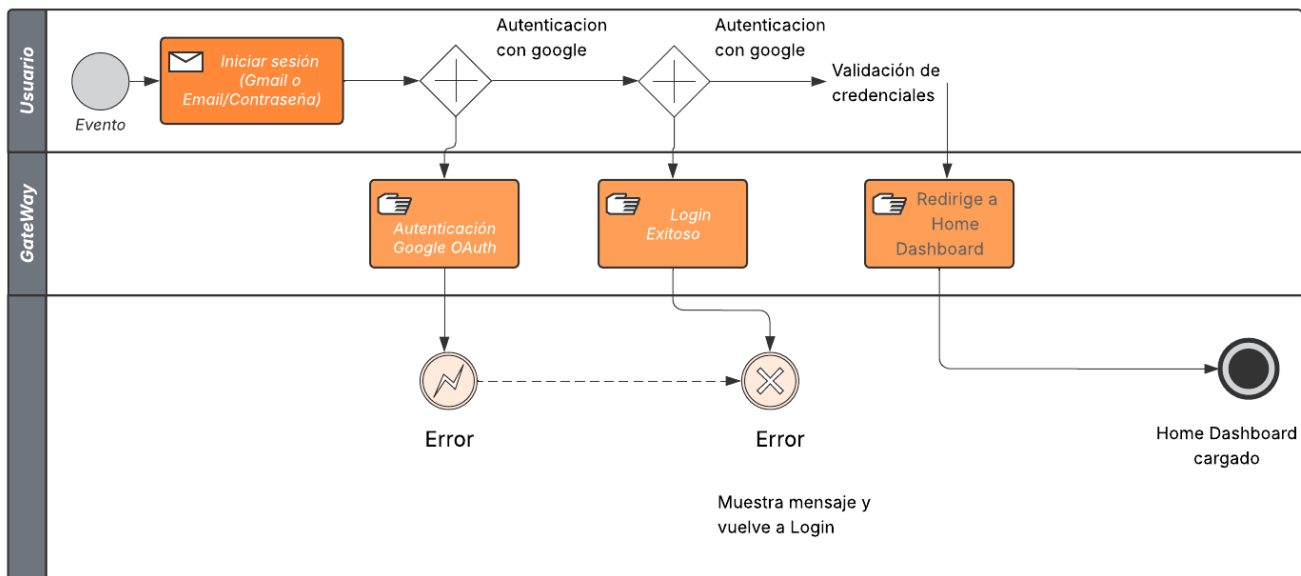 Usuario
Evento
Iniciar sesión
(Gmail o
Email/Contraseña)
Autenticacion
con google
Autenticacion
con google
Validación de
credenciales
GateWay
Autenticación
Google OAuth
Login
Exitoso
Redirige a
Home
Dashboard
Error
Error
Home Dashboard
cargado
Muestra mensaje y
vuelve a Login